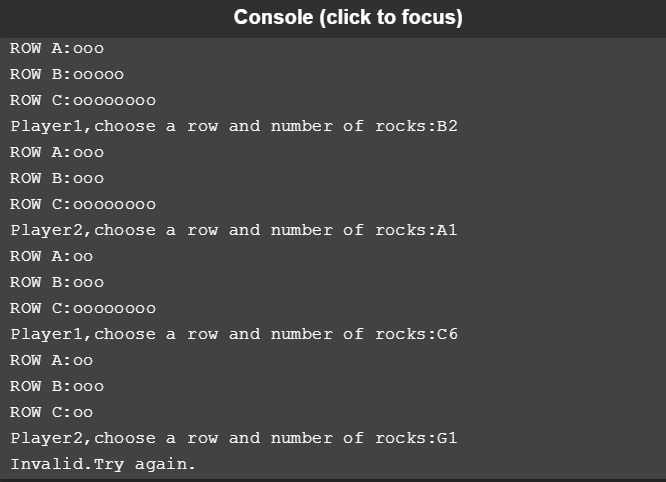 Console (click to focus)
ROW A:ooo
ROW B:ooooo
ROW C:oooooooo
Player1,choose a row and number of rocks:B2
ROW A:ooo
ROW B:ooo
ROW C:oooooooo
Player2,choose a row and number of rocks:A1
ROW A:oo
ROW B:ooo
ROW C:oooooooo
Player1,choose a row and number of rocks:C6
ROW A:oo
ROW B:ooo
ROW C:oo
Player2,choose a row and number of rocks:G1
Invalid.Try again.